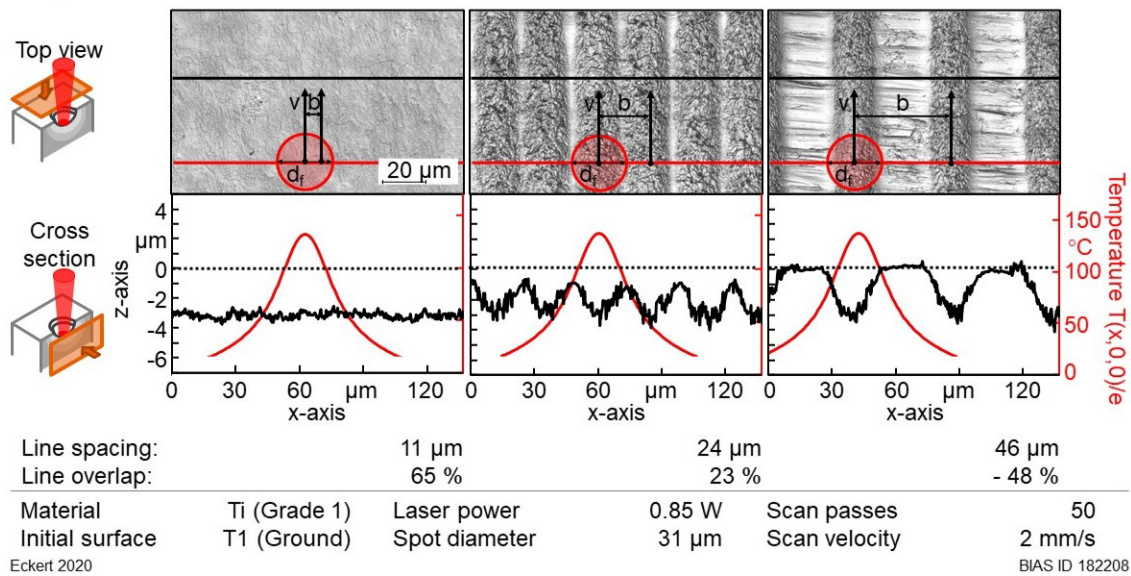 Top view
v b
d_f
20 µm
v b
d_f
v b
d_f
Cross
section
z-axis
4
µm
0
-2
-4
-6
0 30 60 µm 120
x-axis
0 30 60 µm 120
x-axis
0 30 60 µm 120
x-axis
150
°C
100
50
0
Temperature T(x,0,0)/e
Line spacing: 11 µm 24 µm 46 µm
Line overlap: 65 % 23 % - 48 %
Material Ti (Grade 1) Laser power 0.85 W Scan passes 50
Initial surface T1 (Ground) Spot diameter 31 µm Scan velocity 2 mm/s
Eckert 2020 BIAS ID 182208